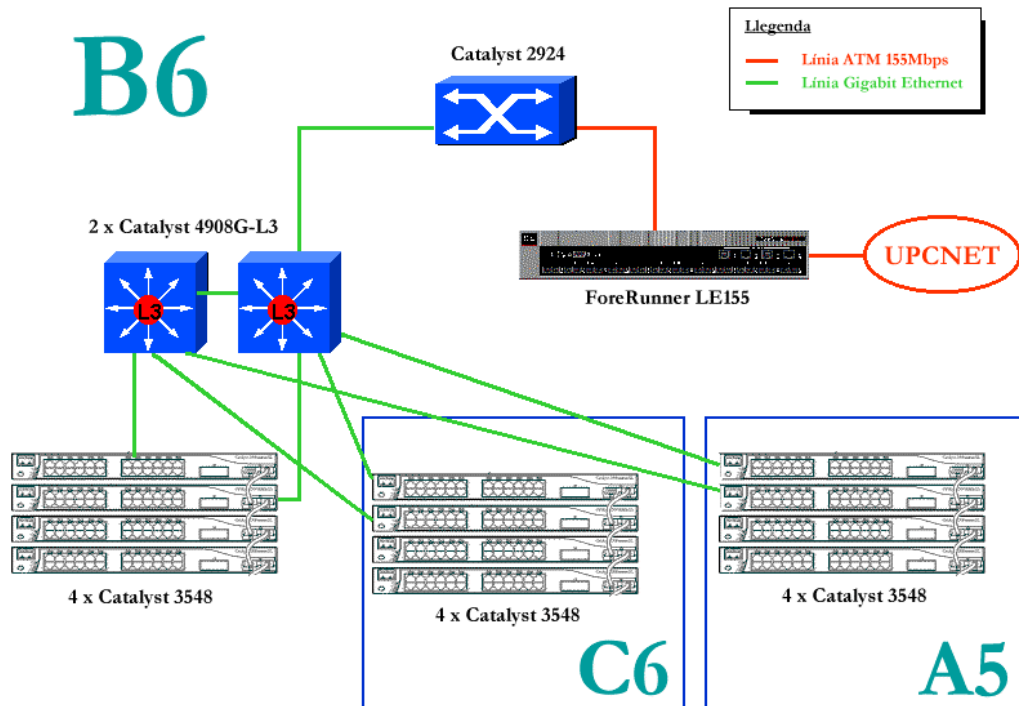 B6
Catalyst 2924
Llegenda
Línia ATM 155Mbps
Línia Gigabit Ethernet
2 x Catalyst 4908G-L3
L3
L3
UPCNET
ForeRunner LE155
4 x Catalyst 3548
4 x Catalyst 3548
4 x Catalyst 3548
C6
A5